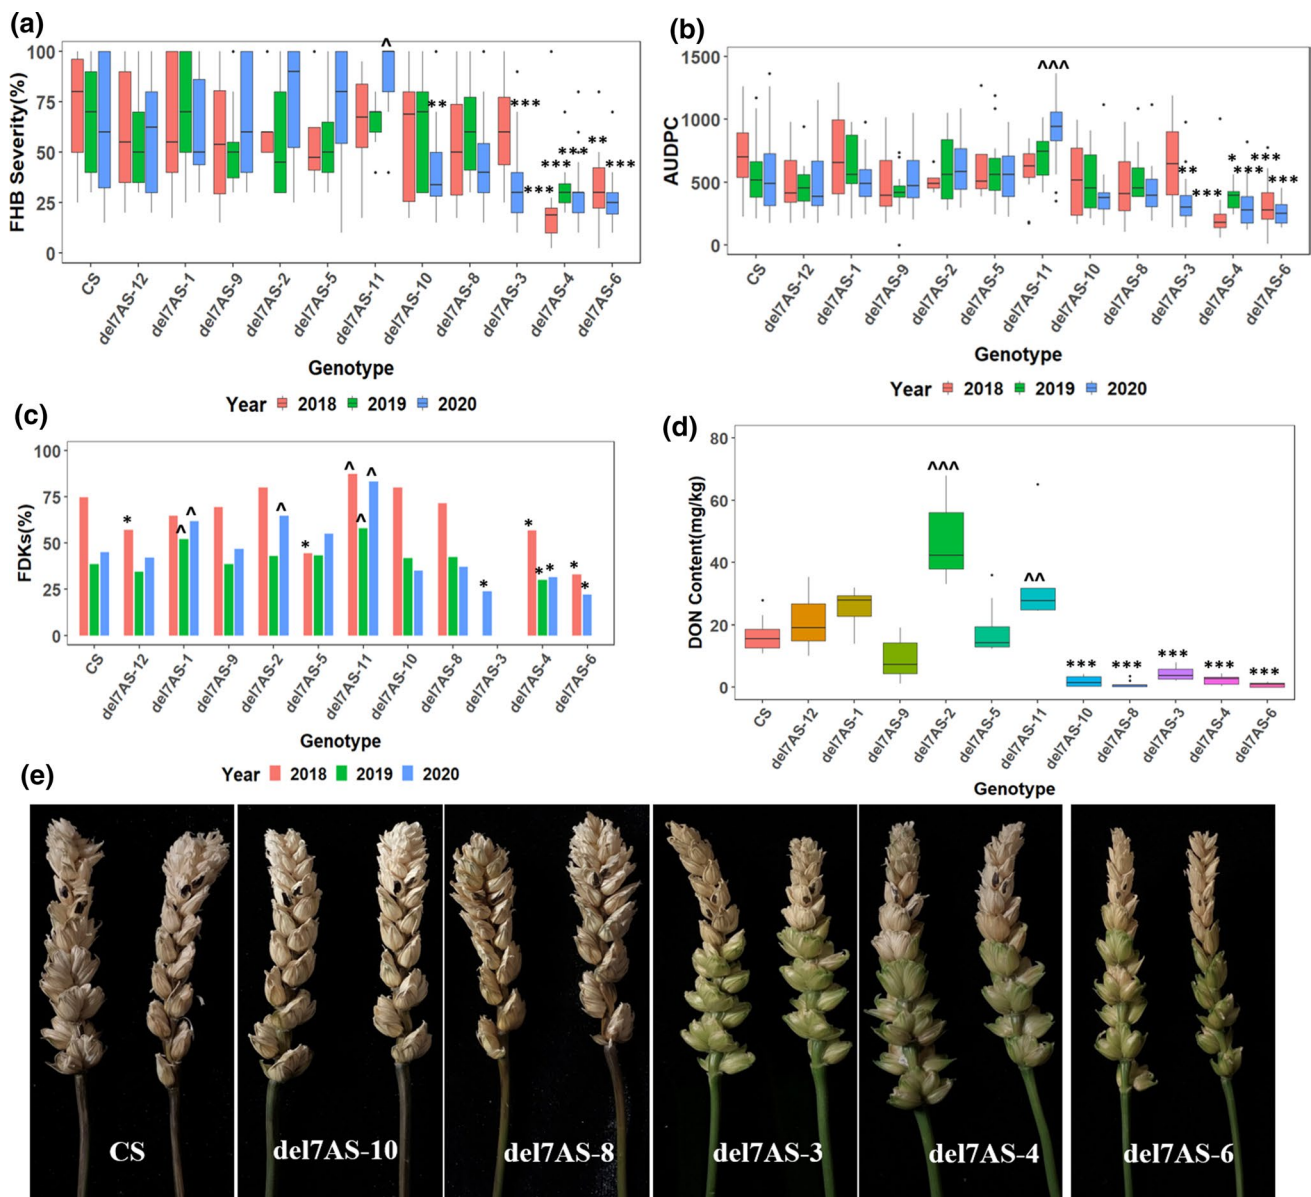 (a)
FHB Severity(%)
100
75
50
25
0
^
**
***
***
***
***
**
***
CS
del7AS-12
del7AS-1
del7AS-9
del7AS-2
del7AS-5
del7AS-11
del7AS-10
del7AS-8
del7AS-3
del7AS-4
del7AS-6
Genotype
Year 2018 2019 2020
(b)
AUDPC
1500
1000
500
0
^^^
**
***
*
***
***
***
CS
del7AS-12
del7AS-1
del7AS-9
del7AS-2
del7AS-5
del7AS-11
del7AS-10
del7AS-8
del7AS-3
del7AS-4
del7AS-6
Genotype
Year 2018 2019 2020
(c)
FDKs(%)
100
75
50
25
0
*
^
^
^
*
^
^
^
*
*
*
*
*
*
CS
del7AS-12
del7AS-1
del7AS-9
del7AS-2
del7AS-5
del7AS-11
del7AS-10
del7AS-8
del7AS-3
del7AS-4
del7AS-6
Genotype
Year 2018 2019 2020
(d)
DON Content(mg/kg)
80
60
40
20
0
^^^
^^
***
***
***
***
***
CS
del7AS-12
del7AS-1
del7AS-9
del7AS-2
del7AS-5
del7AS-11
del7AS-10
del7AS-8
del7AS-3
del7AS-4
del7AS-6
Genotype
(e)
CS
del7AS-10
del7AS-8
del7AS-3
del7AS-4
del7AS-6